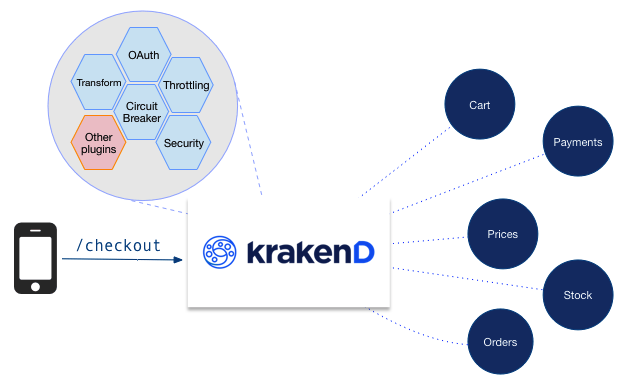 OAuth
Transform
Throttling
Circuit
Breaker
Other
plugins
Security
Cart
Payments
/checkout
krakenD
Prices
Stock
Orders